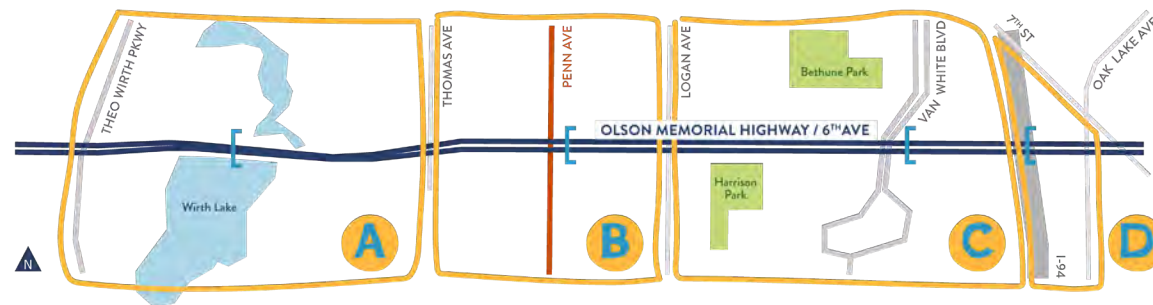 THEO WIRTH PKWY
THOMAS AVE
PENN AVE
LOGAN AVE
Bethune Park
VAN WHITE BLVD
7TH ST
OAK LAKE AVE
OLSON MEMORIAL HIGHWAY / 6TH AVE
Wirth Lake
Harrison
Park
A
B
C
D
N
I-94